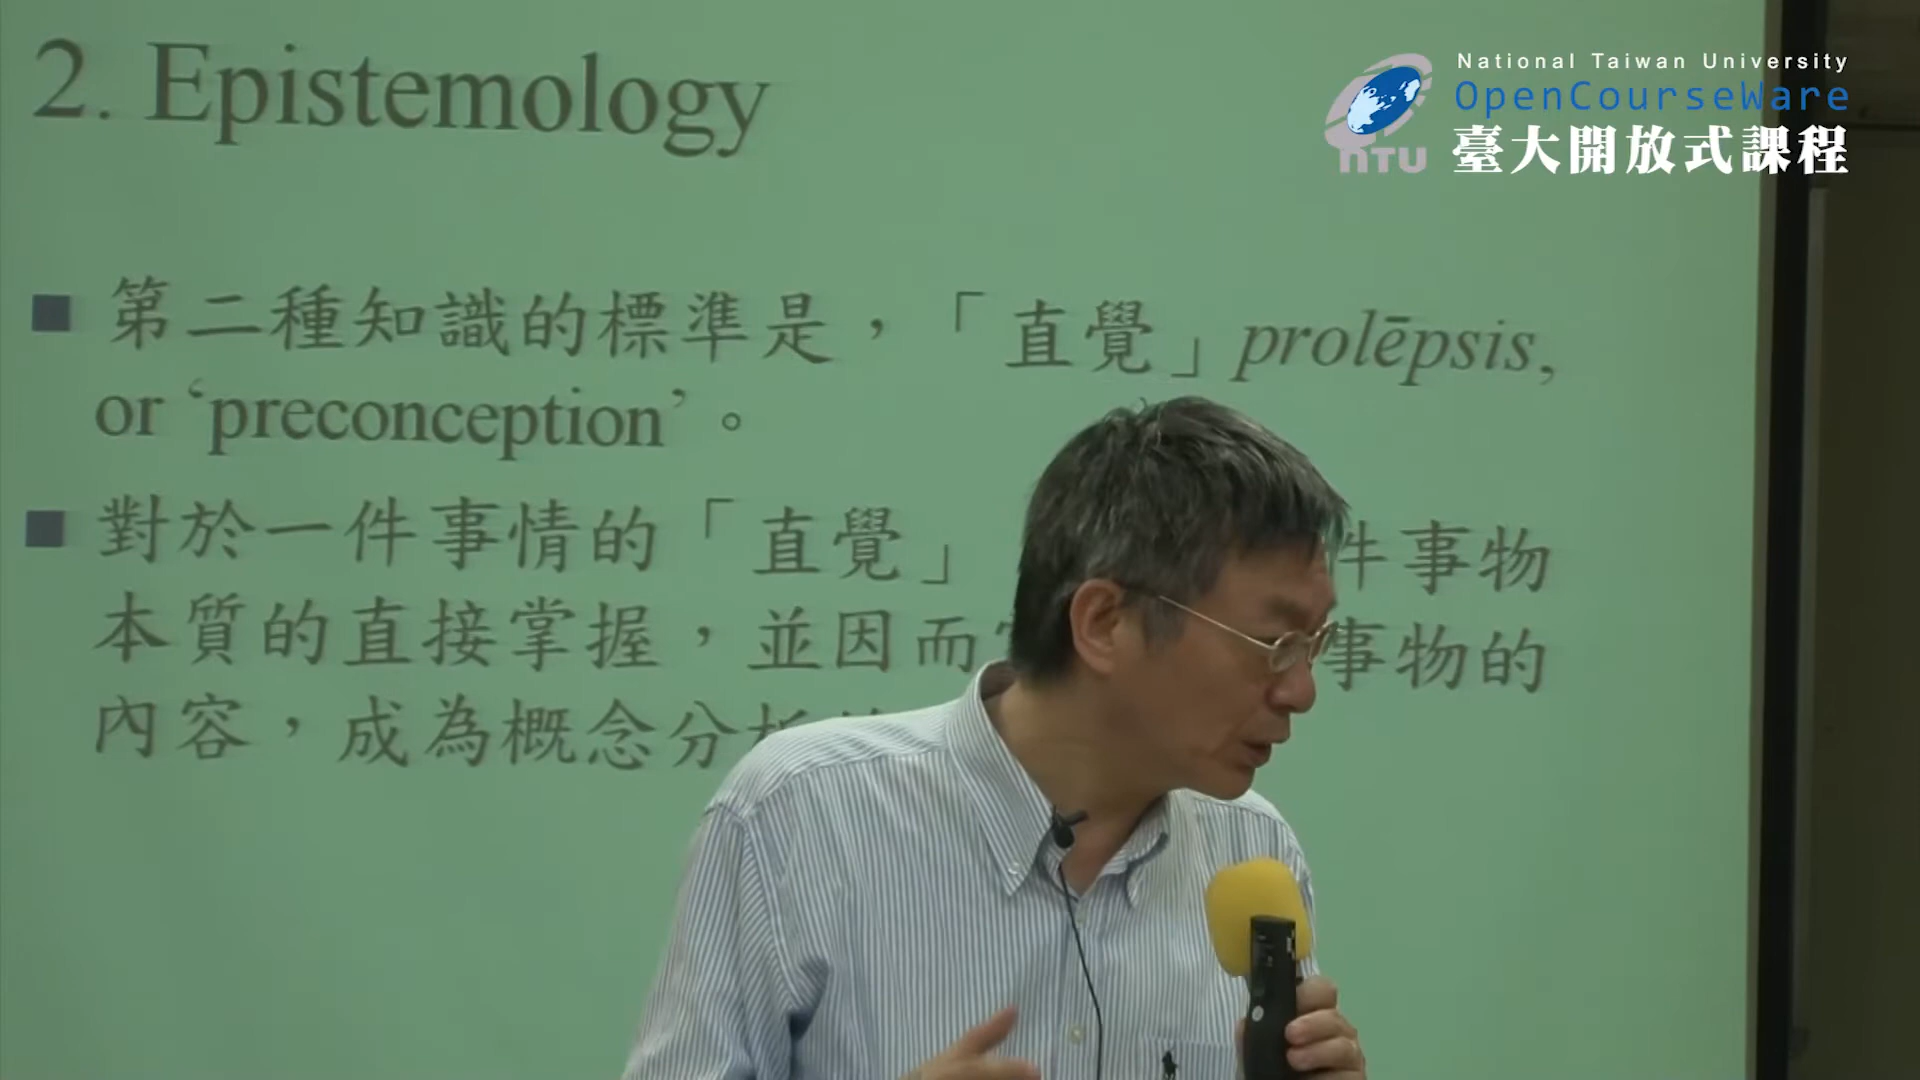 2. Epistemology
National Taiwan University
OpenCourseWare
臺大開放式課程
NTU
第二種知識的標準是，「直覺」prolēpsis,
or ‘preconception’。
對於一件事情的「直覺」 件事物
本質的直接掌握，並因而 事物的
內容，成為概念分析